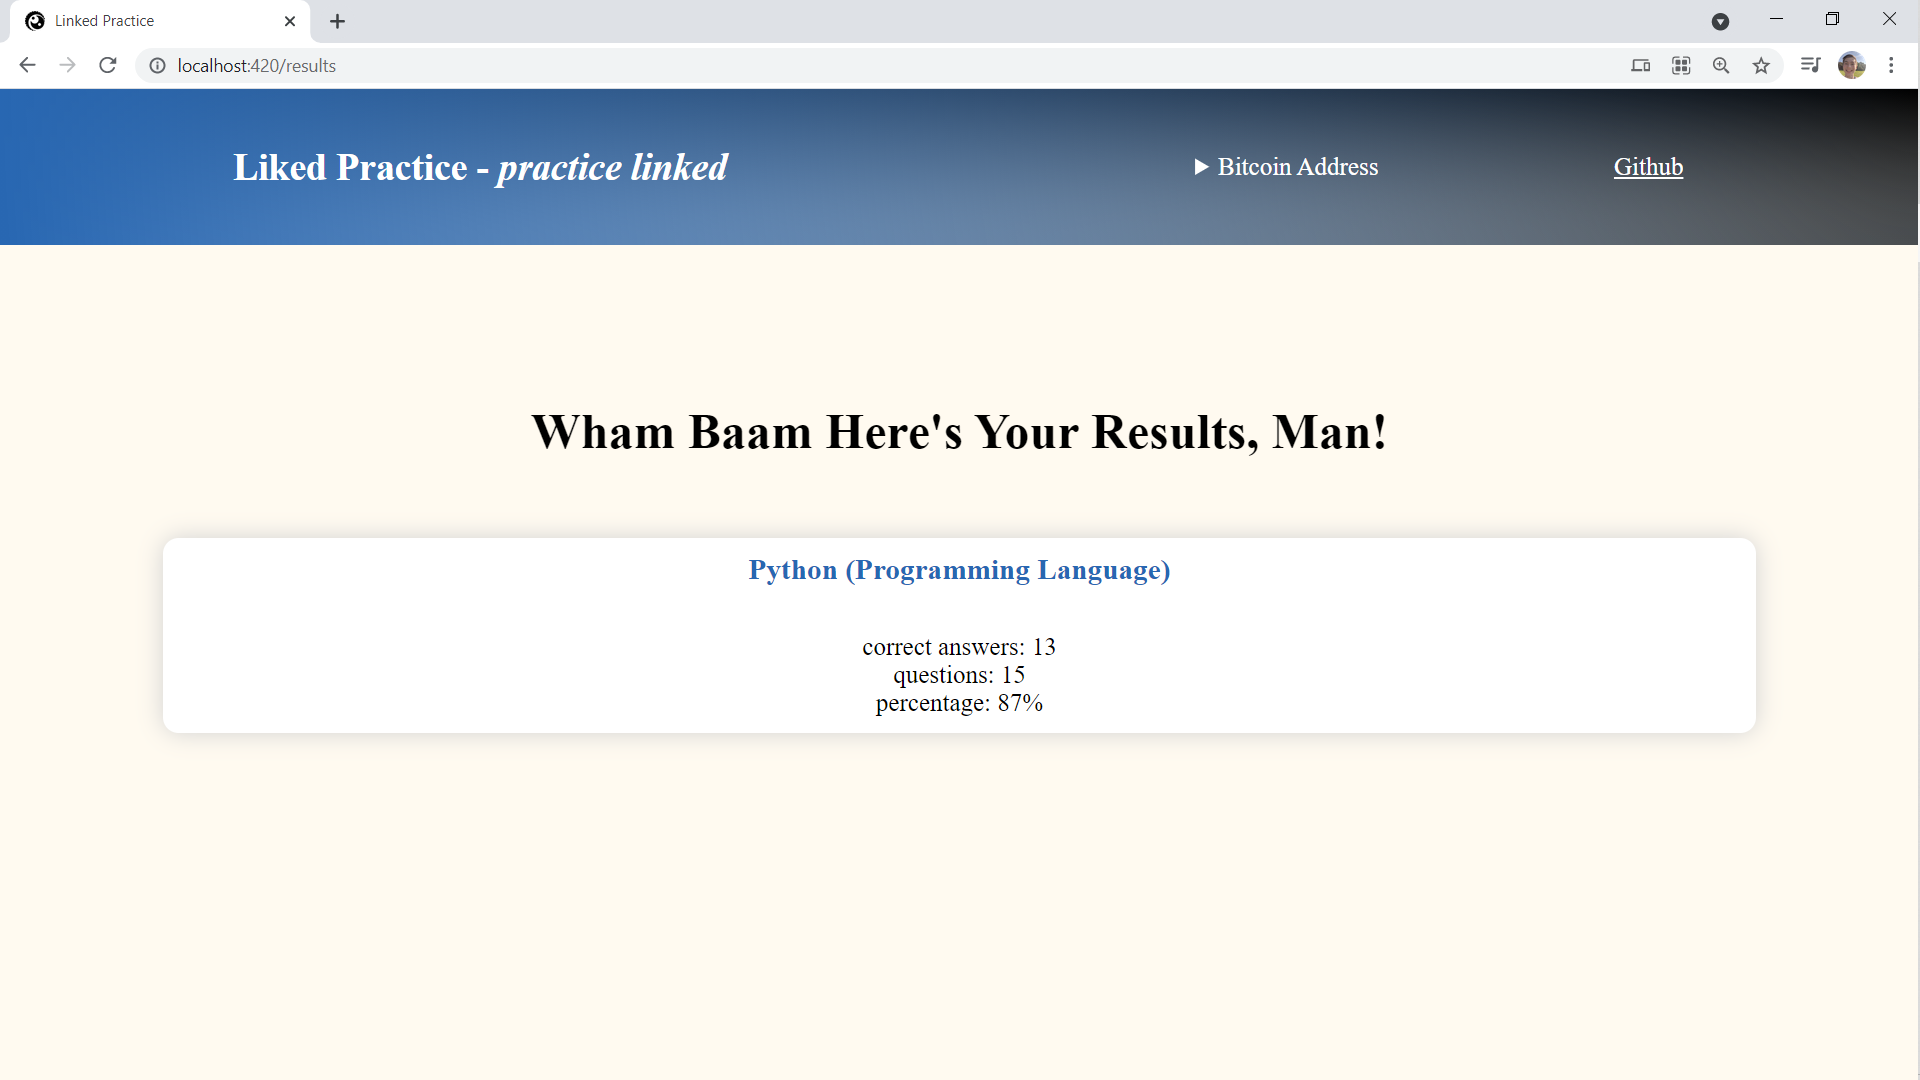 Linked Practice
localhost:420/results
Liked Practice - practice linked
▶ Bitcoin Address
Github
Wham Baam Here's Your Results, Man!
Python (Programming Language)
correct answers: 13
questions: 15
percentage: 87%